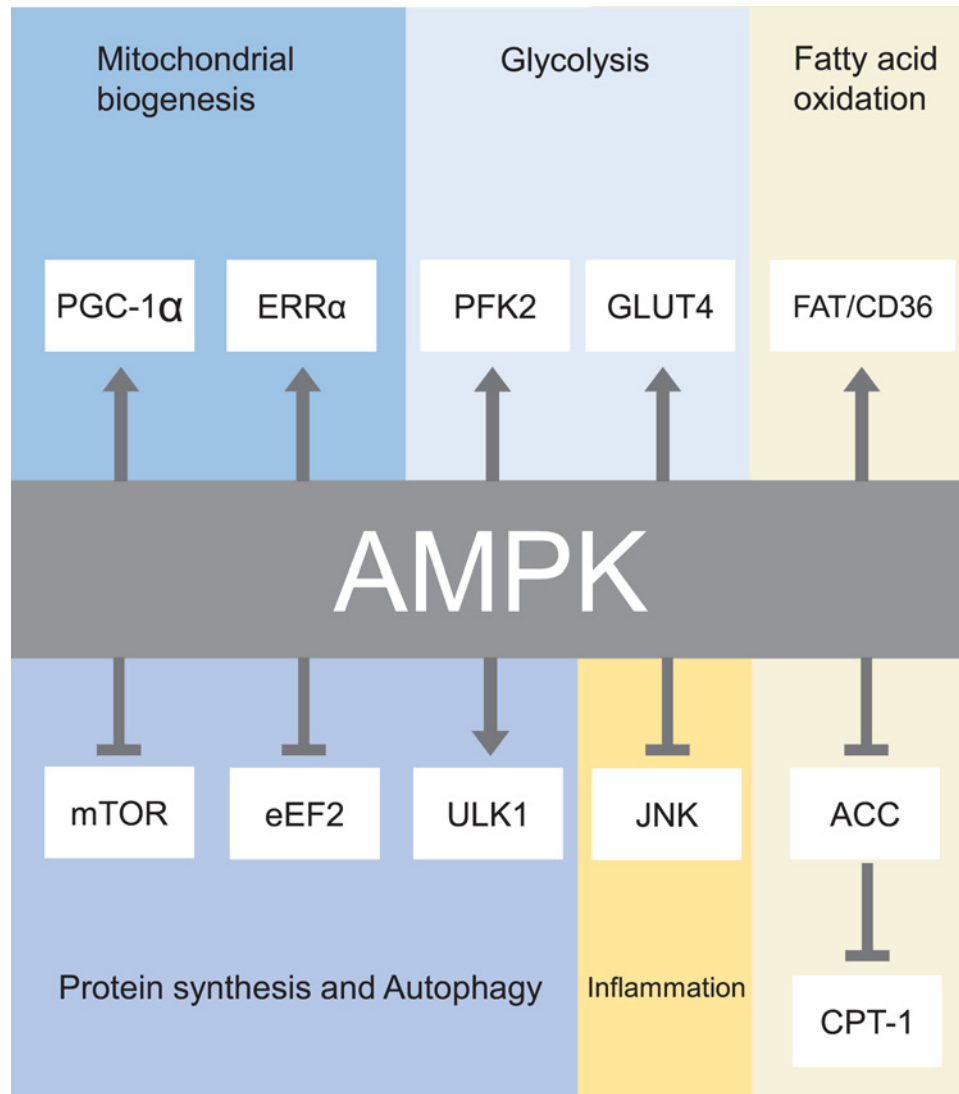 Mitochondrial
biogenesis
Glycolysis
Fatty acid
oxidation
PGC-1α
ERRα
PFK2
GLUT4
FAT/CD36
AMPK
mTOR
eEF2
ULK1
JNK
ACC
Protein synthesis and Autophagy
Inflammation
CPT-1